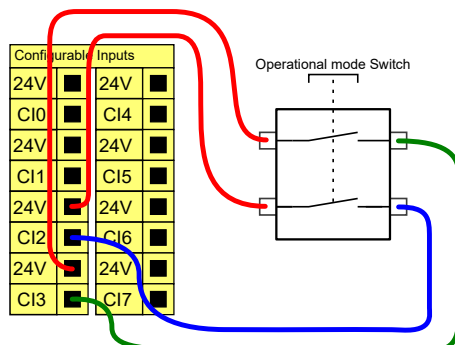 Configurable Inputs
Operational mode Switch
24V 24V
CI0 CI4
24V 24V
CI1 CI5
24V 24V
CI2 CI6
24V 24V
CI3 CI7